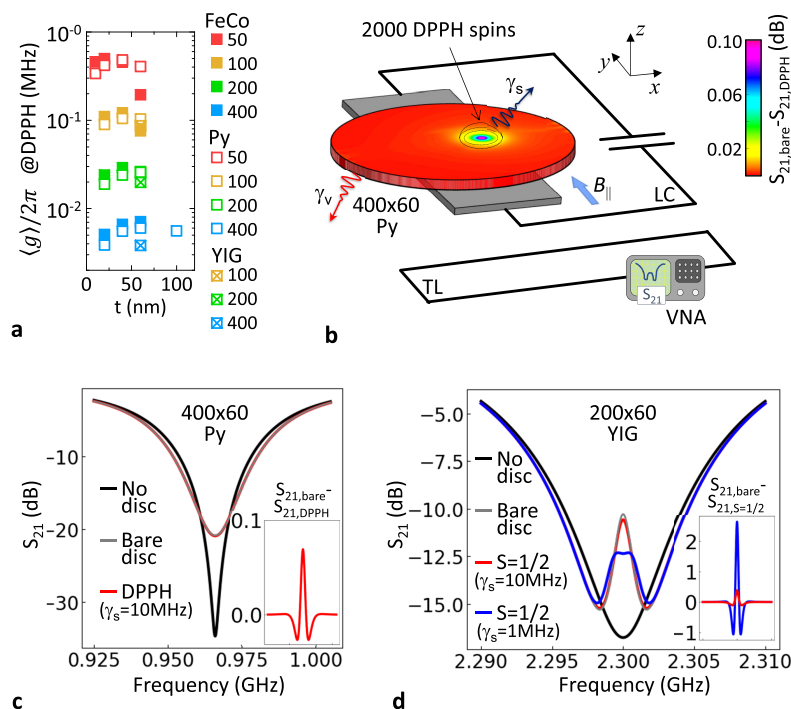 FeCo
50
100
200
400
Py
50
100
200
400
YIG
100
200
400
10⁰
10⁻¹
10⁻²
⟨g⟩/2π @DPPH (MHz)
0 50 100
t (nm)
a
2000 DPPH spins
z
y
x
γs
γv
400x60
Py
B||
LC
TL
S21
VNA
0.10
0.06
0.02
S21,bare-S21,DPPH (dB)
b
400x60
Py
−10
−20
−30
S21 (dB)
No
disc
Bare
disc
DPPH
(γs=10MHz)
S21,bare-
S21,DPPH
0.1
0.0
0.925 0.950 0.975 1.000
Frequency (GHz)
c
200x60
YIG
−5.0
−7.5
−10.0
−12.5
−15.0
S21 (dB)
No
disc
Bare
disc
S=1/2
(γs=10MHz)
S=1/2
(γs=1MHz)
S21,bare-
S21,S=1/2
2
1
0
−1
2.290 2.295 2.300 2.305 2.310
Frequency (GHz)
d